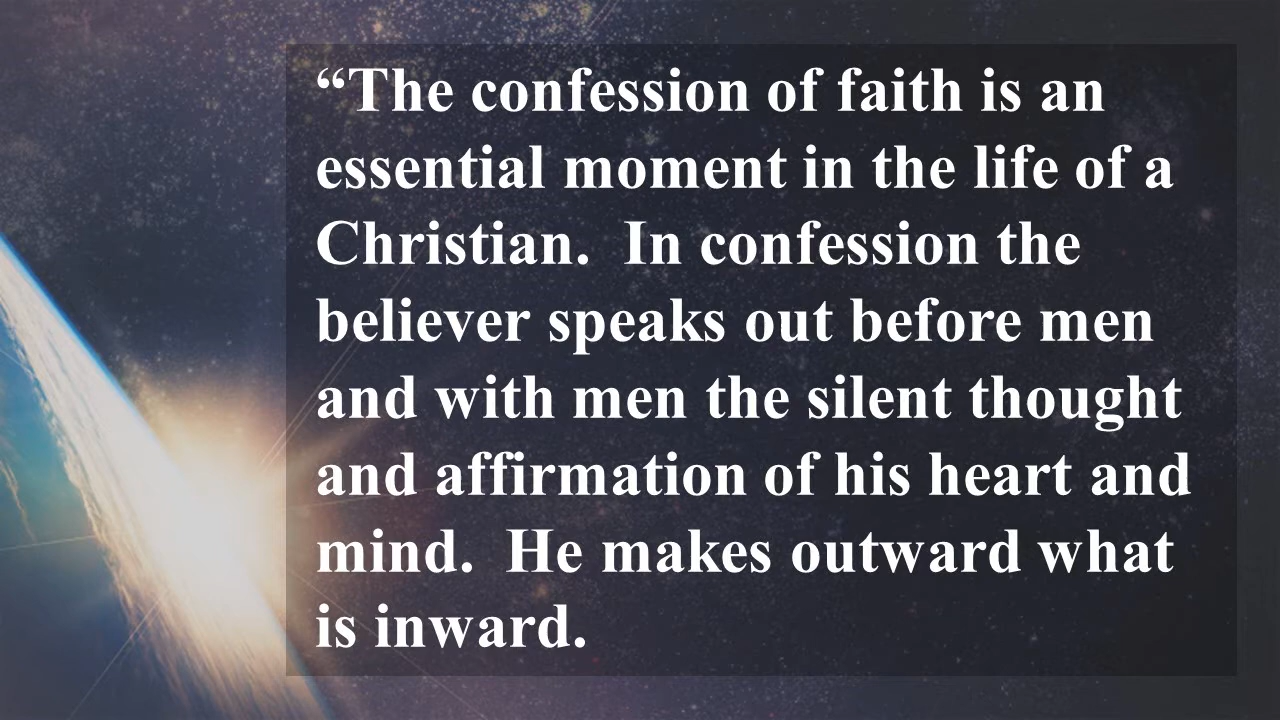 “The confession of faith is an
essential moment in the life of a
Christian.  In confession the
believer speaks out before men
and with men the silent thought
and affirmation of his heart and
mind.  He makes outward what
is inward.